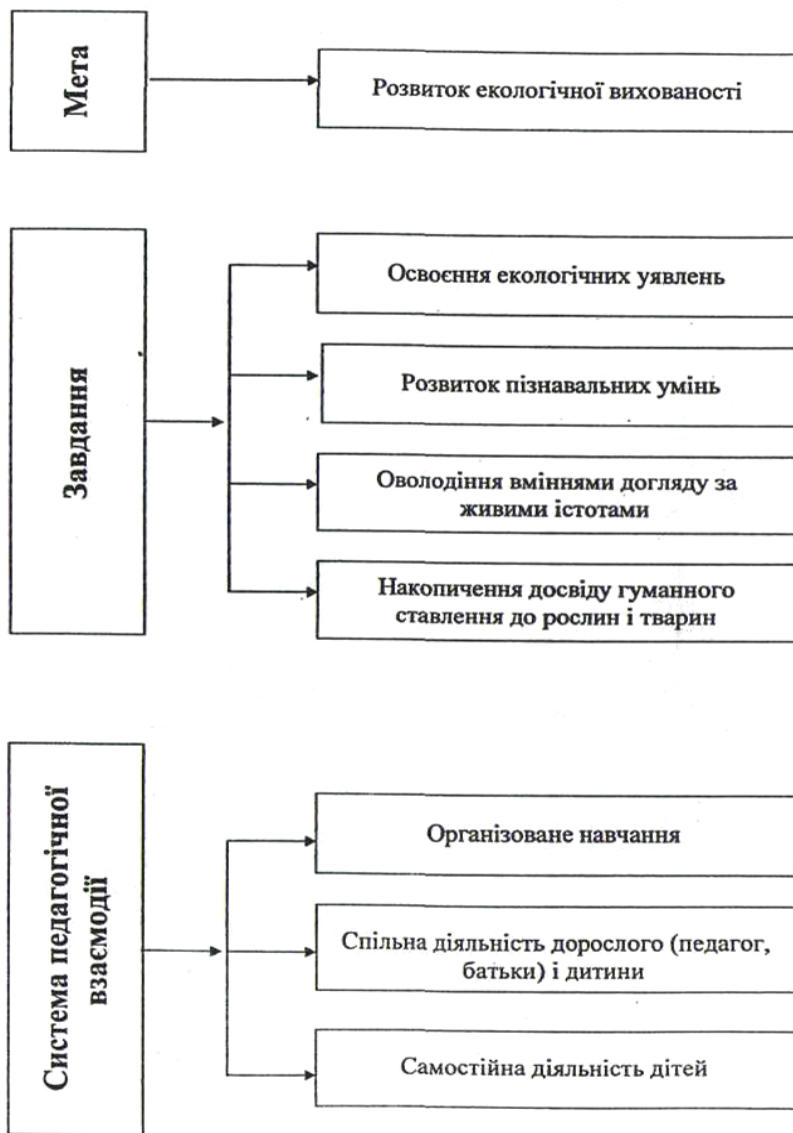 Мета
Розвиток екологічної вихованості
Завдання
Освоєння екологічних уявлень
Розвиток пізнавальних умінь
Оволодіння вміннями догляду за
живими істотами
Накопичення досвіду гуманного
ставлення до рослин і тварин
Система педагогічної
взаємодії
Організоване навчання
Спільна діяльність дорослого (педагог,
батьки) і дитини
Самостійна діяльність дітей